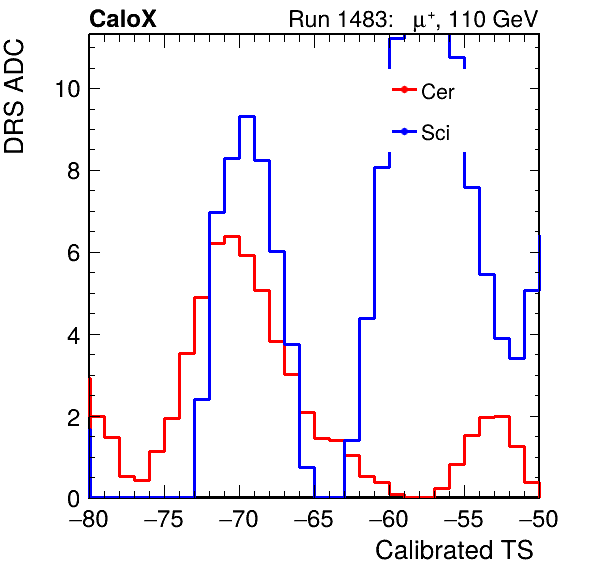 CaloX Run 1483: μ⁺, 110 GeV
DRS ADC
10
8
6
4
2
0
Cer
Sci
−80 −75 −70 −65 −60 −55 −50
Calibrated TS